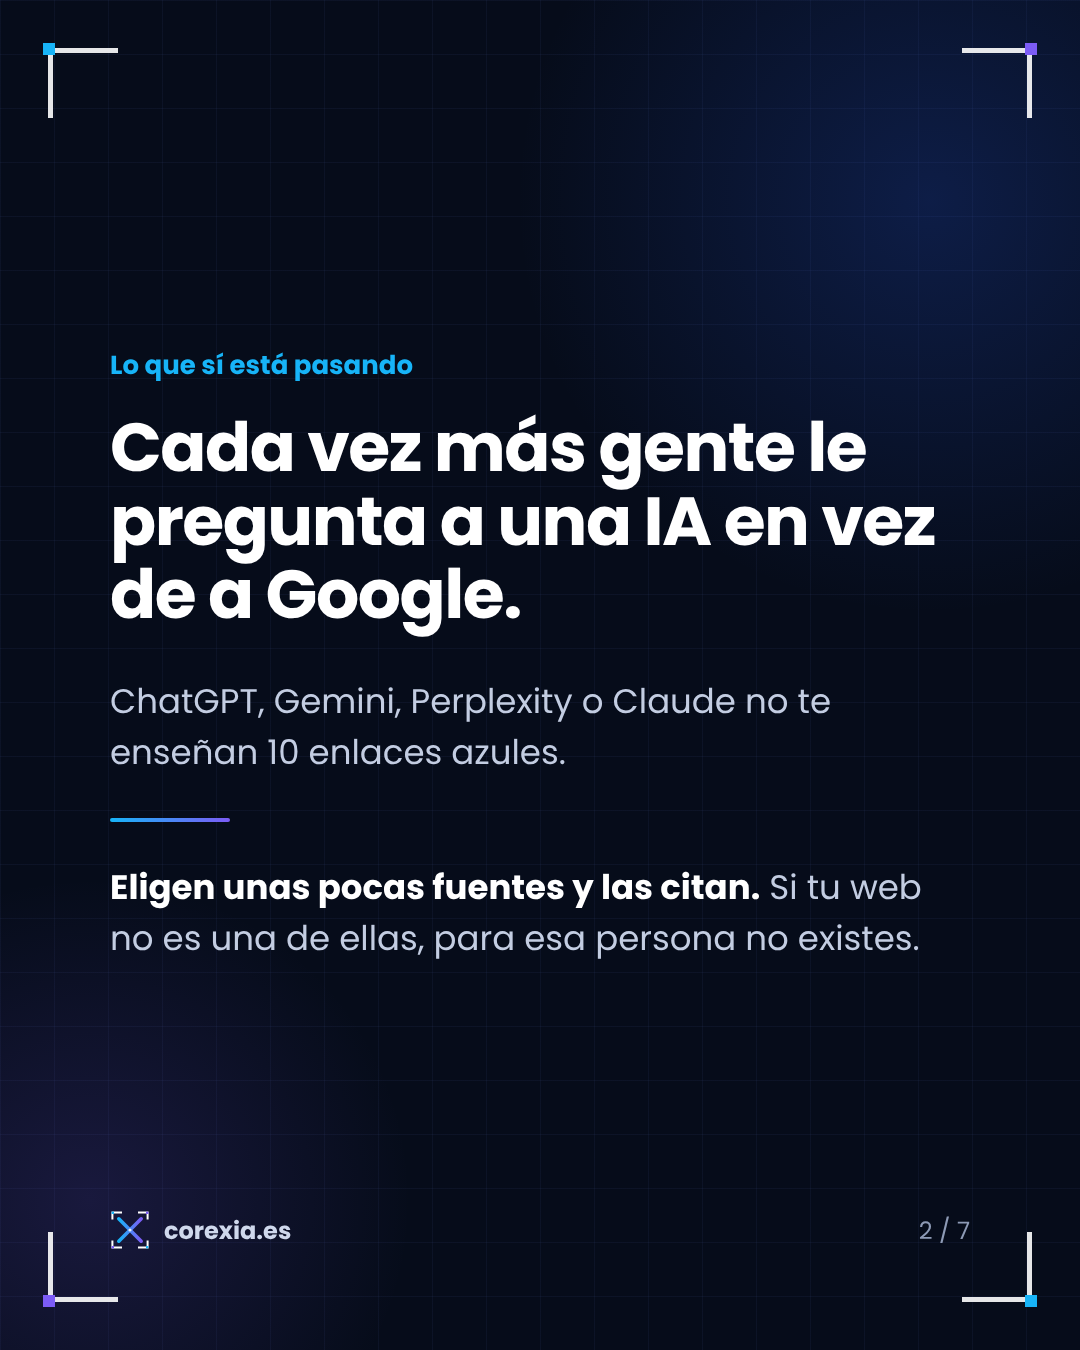 Lo que sí está pasando
Cada vez más gente le
pregunta a una IA en vez
de a Google.
ChatGPT, Gemini, Perplexity o Claude no te
enseñan 10 enlaces azules.
Eligen unas pocas fuentes y las citan. Si tu web
no es una de ellas, para esa persona no existes.
corexia.es
2 / 7